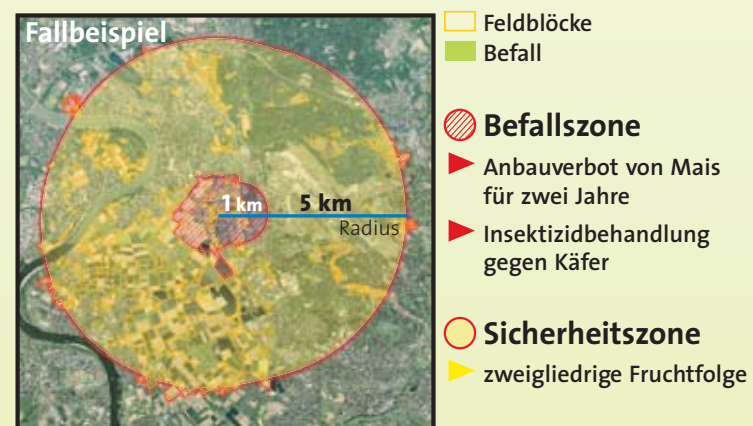 Fallbeispiel
1 km
5 km
Radius
Feldblöcke
Befall
Befallszone
Anbauverbot von Mais
für zwei Jahre
Insektizidbehandlung
gegen Käfer
Sicherheitszone
zweigliedrige Fruchtfolge